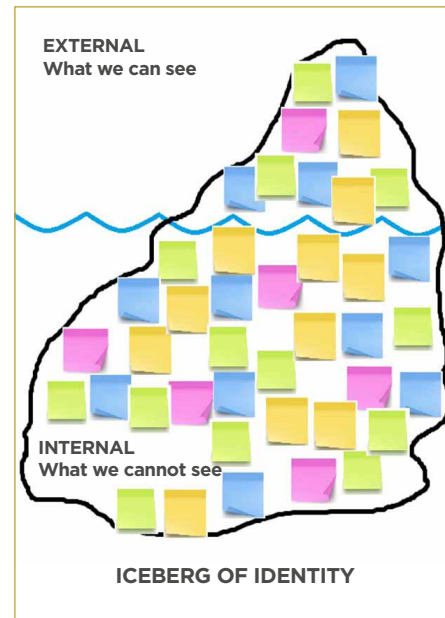 EXTERNAL
What we can see
INTERNAL
What we cannot see
ICEBERG OF IDENTITY